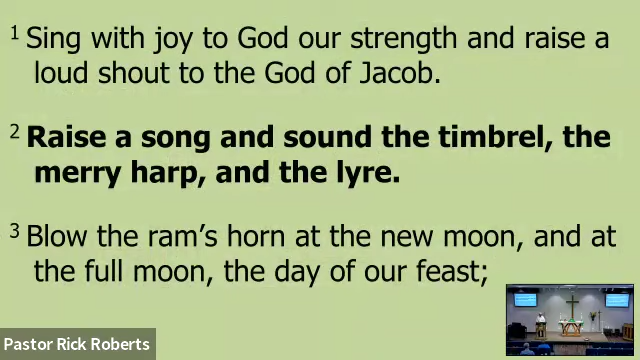 1 Sing with joy to God our strength and raise a
loud shout to the God of Jacob.
2 Raise a song and sound the timbrel, the
merry harp, and the lyre.
3 Blow the ram’s horn at the new moon, and at
the full moon, the day of our feast;
Pastor Rick Roberts